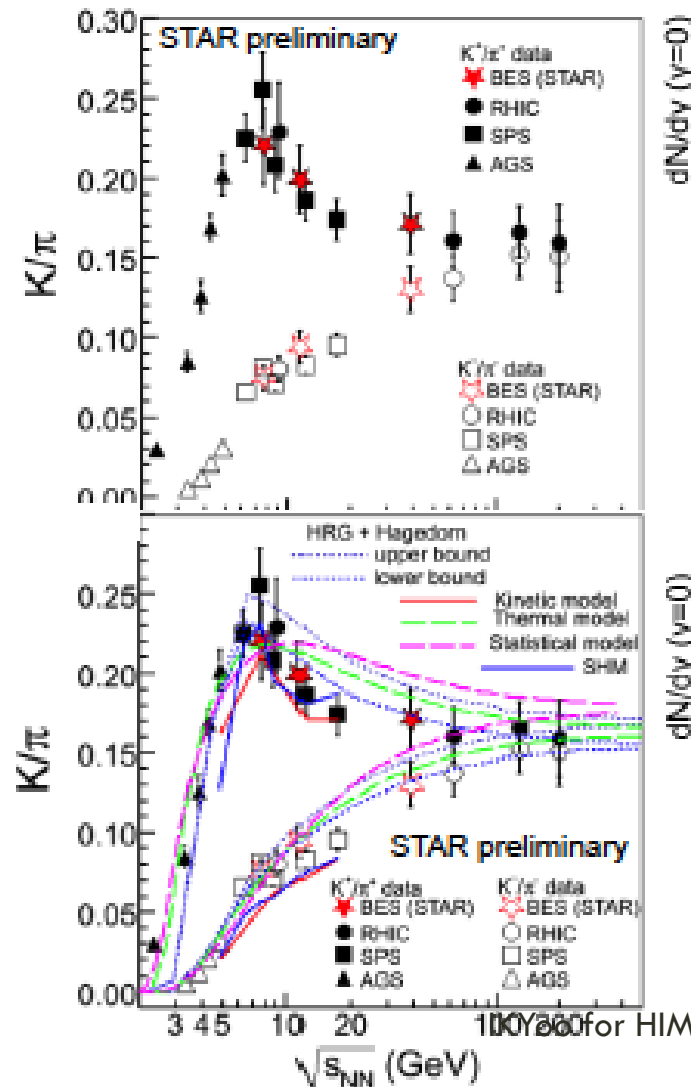 0.30
STAR preliminary
K⁺/π⁺ data
BES (STAR)
RHIC
SPS
AGS
0.25
0.20
0.15
0.10
0.05
0.00
K/π
K⁻/π⁻ data
BES (STAR)
RHIC
SPS
AGS
dN/dy (y=0)
HRG + Hagedorn
upper bound
lower bound
Kinetic model
Thermal model
Statistical model
SHIM
0.25
0.20
0.15
0.10
0.05
0.00
K/π
STAR preliminary
K⁺/π⁺ data
BES (STAR)
RHIC
SPS
AGS
K⁻/π⁻ data
BES (STAR)
RHIC
SPS
AGS
dN/dy (y=0)
3 4 5 10 20 100
for HIM
√s_NN (GeV)